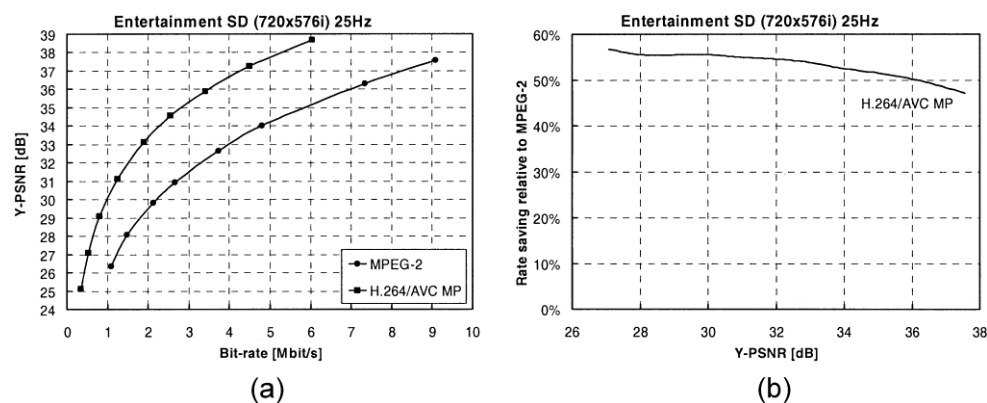 Entertainment SD (720x576i) 25Hz
Y-PSNR [dB]
39
38
37
36
35
34
33
32
31
30
29
28
27
26
25
24
MPEG-2
H.264/AVC MP
0 1 2 3 4 5 6 7 8 9 10
Bit-rate [Mbit/s]
(a)
Entertainment SD (720x576i) 25Hz
Rate saving relative to MPEG-2
60%
50%
40%
30%
20%
10%
0%
H.264/AVC MP
26 28 30 32 34 36 38
Y-PSNR [dB]
(b)